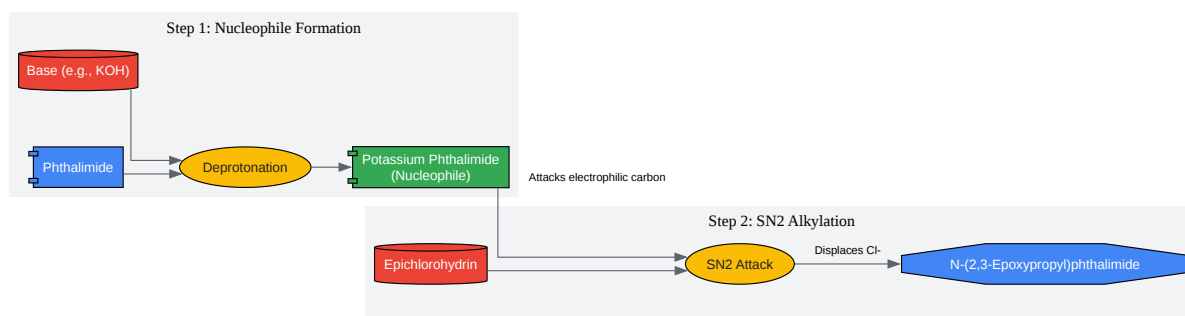 Step 1: Nucleophile Formation
Base (e.g., KOH)
Phthalimide
Deprotonation
Potassium Phthalimide
(Nucleophile)
Attacks electrophilic carbon
Step 2: SN2 Alkylation
Epichlorohydrin
SN2 Attack
Displaces Cl-
N-(2,3-Epoxypropyl)phthalimide